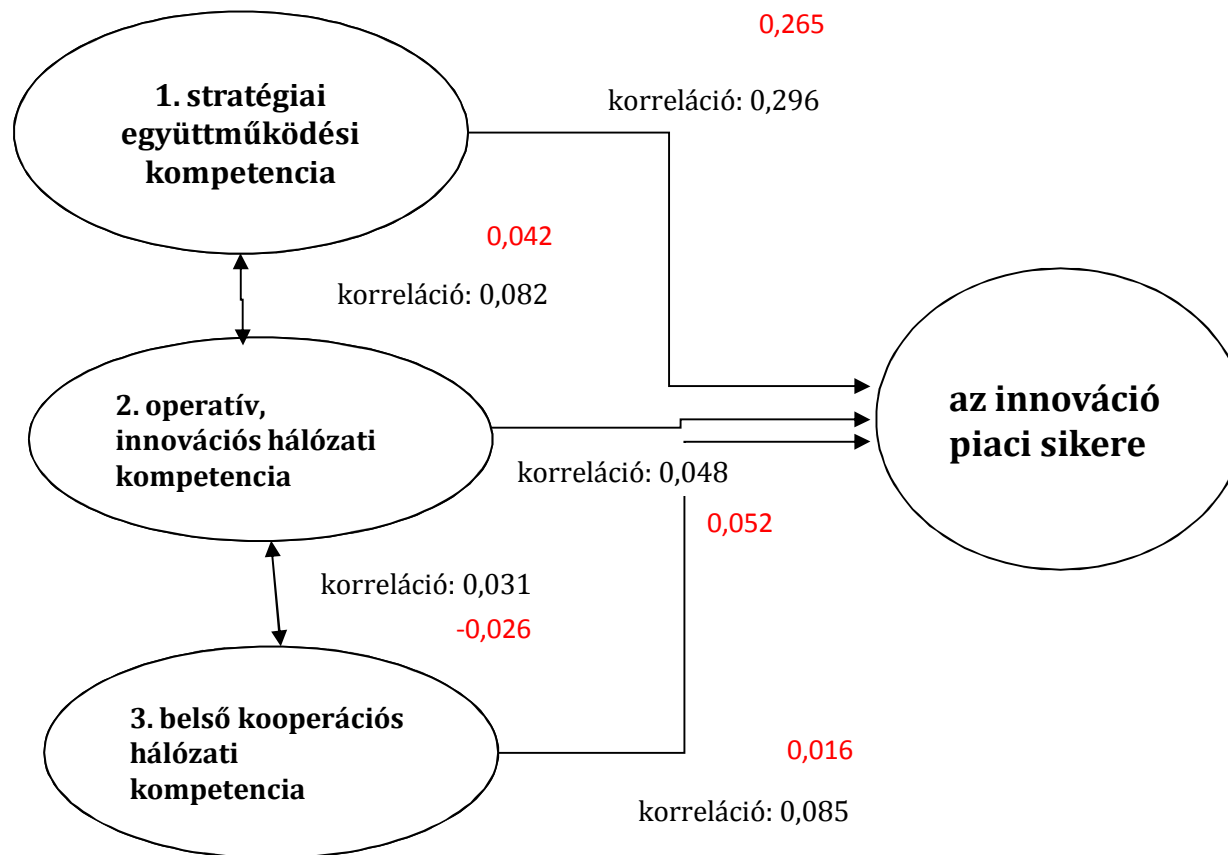 0,265
korreláció: 0,296
1. stratégiai
együttműködési
kompetencia
0,042
korreláció: 0,082
2. operatív,
innovációs hálózati
kompetencia
az innováció
piaci sikere
korreláció: 0,048
0,052
korreláció: 0,031
-0,026
3. belső kooperációs
hálózati
kompetencia
0,016
korreláció: 0,085